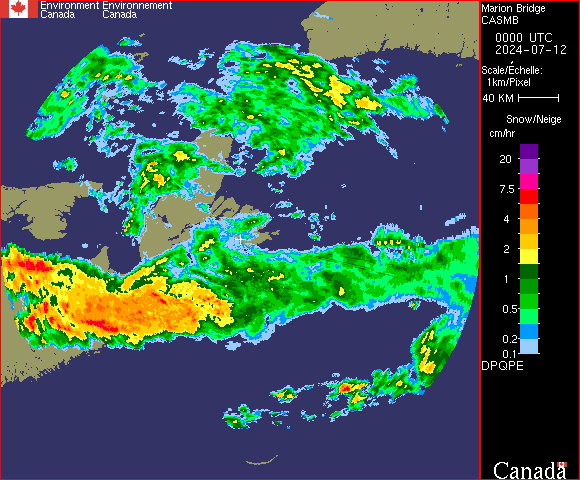 Environment Environnement
Canada Canada
Marion Bridge
CASMB
0000 UTC
2024-07-12
Scale/Echelle:
1km/Pixel
40 KM
Snow/Neige
cm/hr
20
7.5
4
2
1
0.5
0.2
0.1
DPQPE
Canada